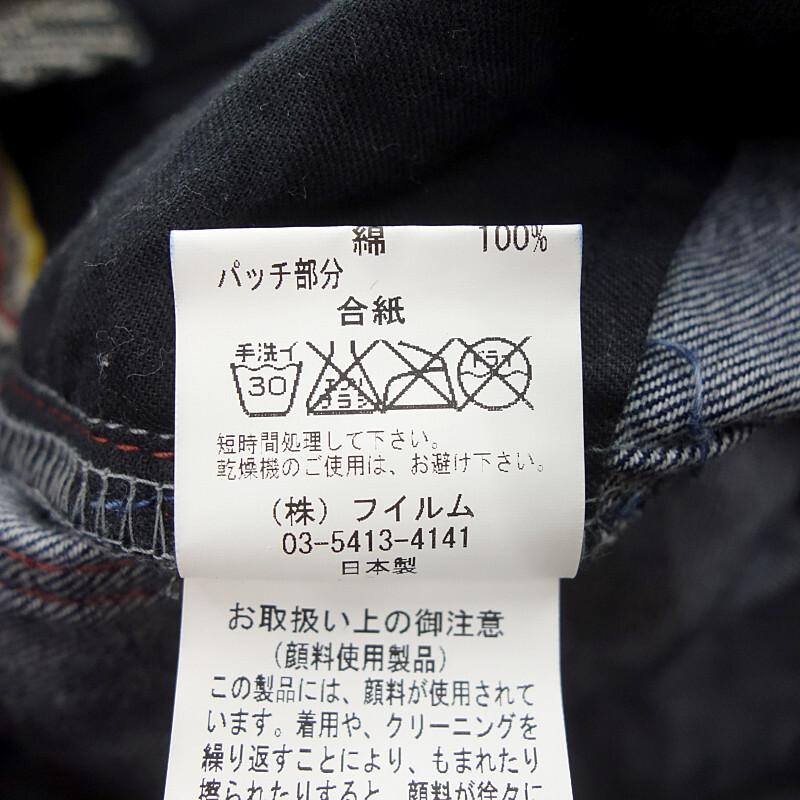 綿 100%
パッチ部分
合紙
手洗イ
30
エンソ
ドライ
短時間処理して下さい。
乾燥機のご使用は、お避け下さい。
(株) フイルム
03-5413-4141
日本製
お取扱い上の御注意
(顔料使用製品)
この製品には、顔料が使用されて
います。着用や、クリーニングを
繰り返すことにより、もまれたり
擦られたりすると、顔料が徐々に